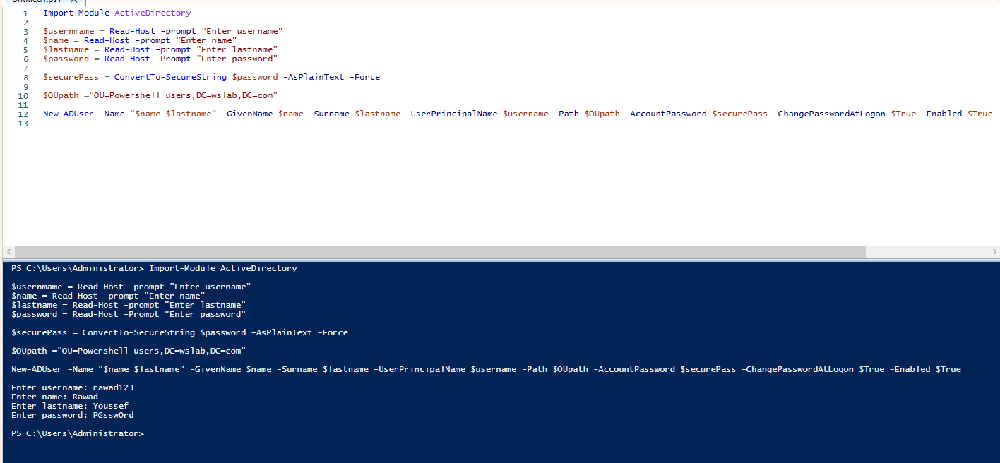 Untitled1.ps1 X
1 Import-Module ActiveDirectory
2
3 $usernmame = Read-Host -prompt "Enter username"
4 $name = Read-Host -prompt "Enter name"
5 $lastname = Read-Host -prompt "Enter lastname"
6 $password = Read-Host -Prompt "Enter password"
7
8 $securePass = ConvertTo-SecureString $password -AsPlainText -Force
9
10 $OUpath ="OU=Powershell users,DC=wslab,DC=com"
11
12 New-ADUser -Name "$name $lastname" -GivenName $name -Surname $lastname -UserPrincipalName $username -Path $OUpath -AccountPassword $securePass -ChangePasswordAtLogon $True -Enabled $True
13
PS C:\Users\Administrator> Import-Module ActiveDirectory
$usernmame = Read-Host -prompt "Enter username"
$name = Read-Host -prompt "Enter name"
$lastname = Read-Host -prompt "Enter lastname"
$password = Read-Host -Prompt "Enter password"
$securePass = ConvertTo-SecureString $password -AsPlainText -Force
$OUpath ="OU=Powershell users,DC=wslab,DC=com"
New-ADUser -Name "$name $lastname" -GivenName $name -Surname $lastname -UserPrincipalName $username -Path $OUpath -AccountPassword $securePass -ChangePasswordAtLogon $True -Enabled $True
Enter username: rawad123
Enter name: Rawad
Enter lastname: Youssef
Enter password: P@ssw0rd
PS C:\Users\Administrator>